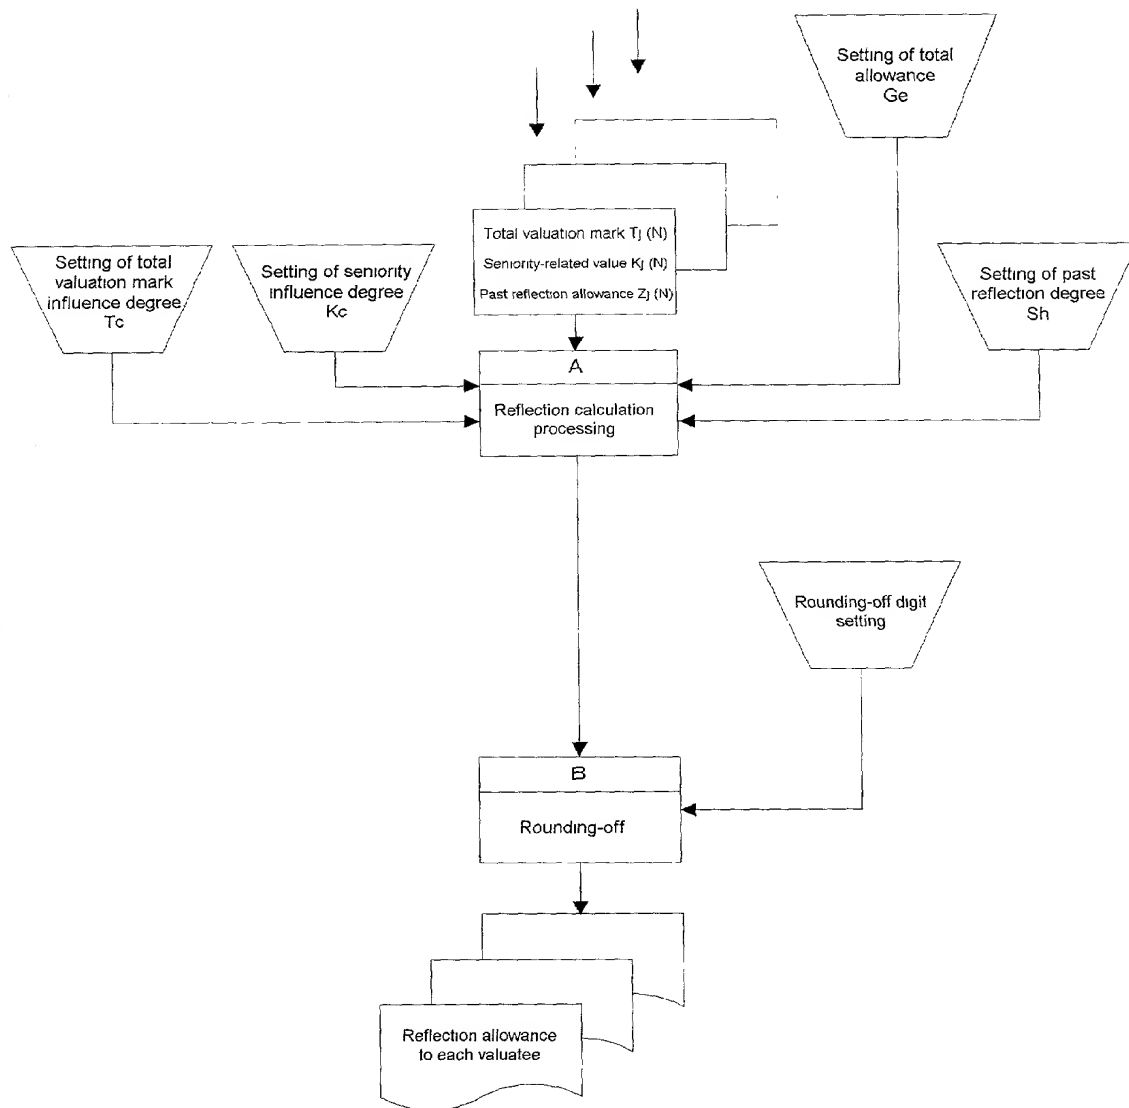 Setting of total
allowance
Ge
Total valuation mark Tj (N)
Seniority-related value Kj (N)
Past reflection allowance Zj (N)
Setting of total
valuation mark
influence degree
Tc
Setting of seniority
influence degree
Kc
Setting of past
reflection degree
Sh
A
Reflection calculation
processing
Rounding-off digit
setting
B
Rounding-off
Reflection allowance
to each valuatee